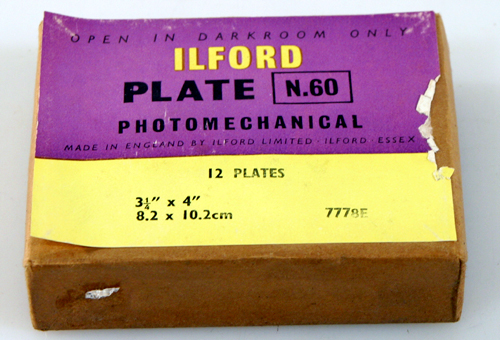 OPEN IN DARKROOM ONLY
ILFORD
PLATE N.60
PHOTOMECHANICAL
MADE IN ENGLAND BY ILFORD LIMITED · ILFORD · ESSEX
12 PLATES
3¼" x 4"
8.2 x 10.2cm 7778E